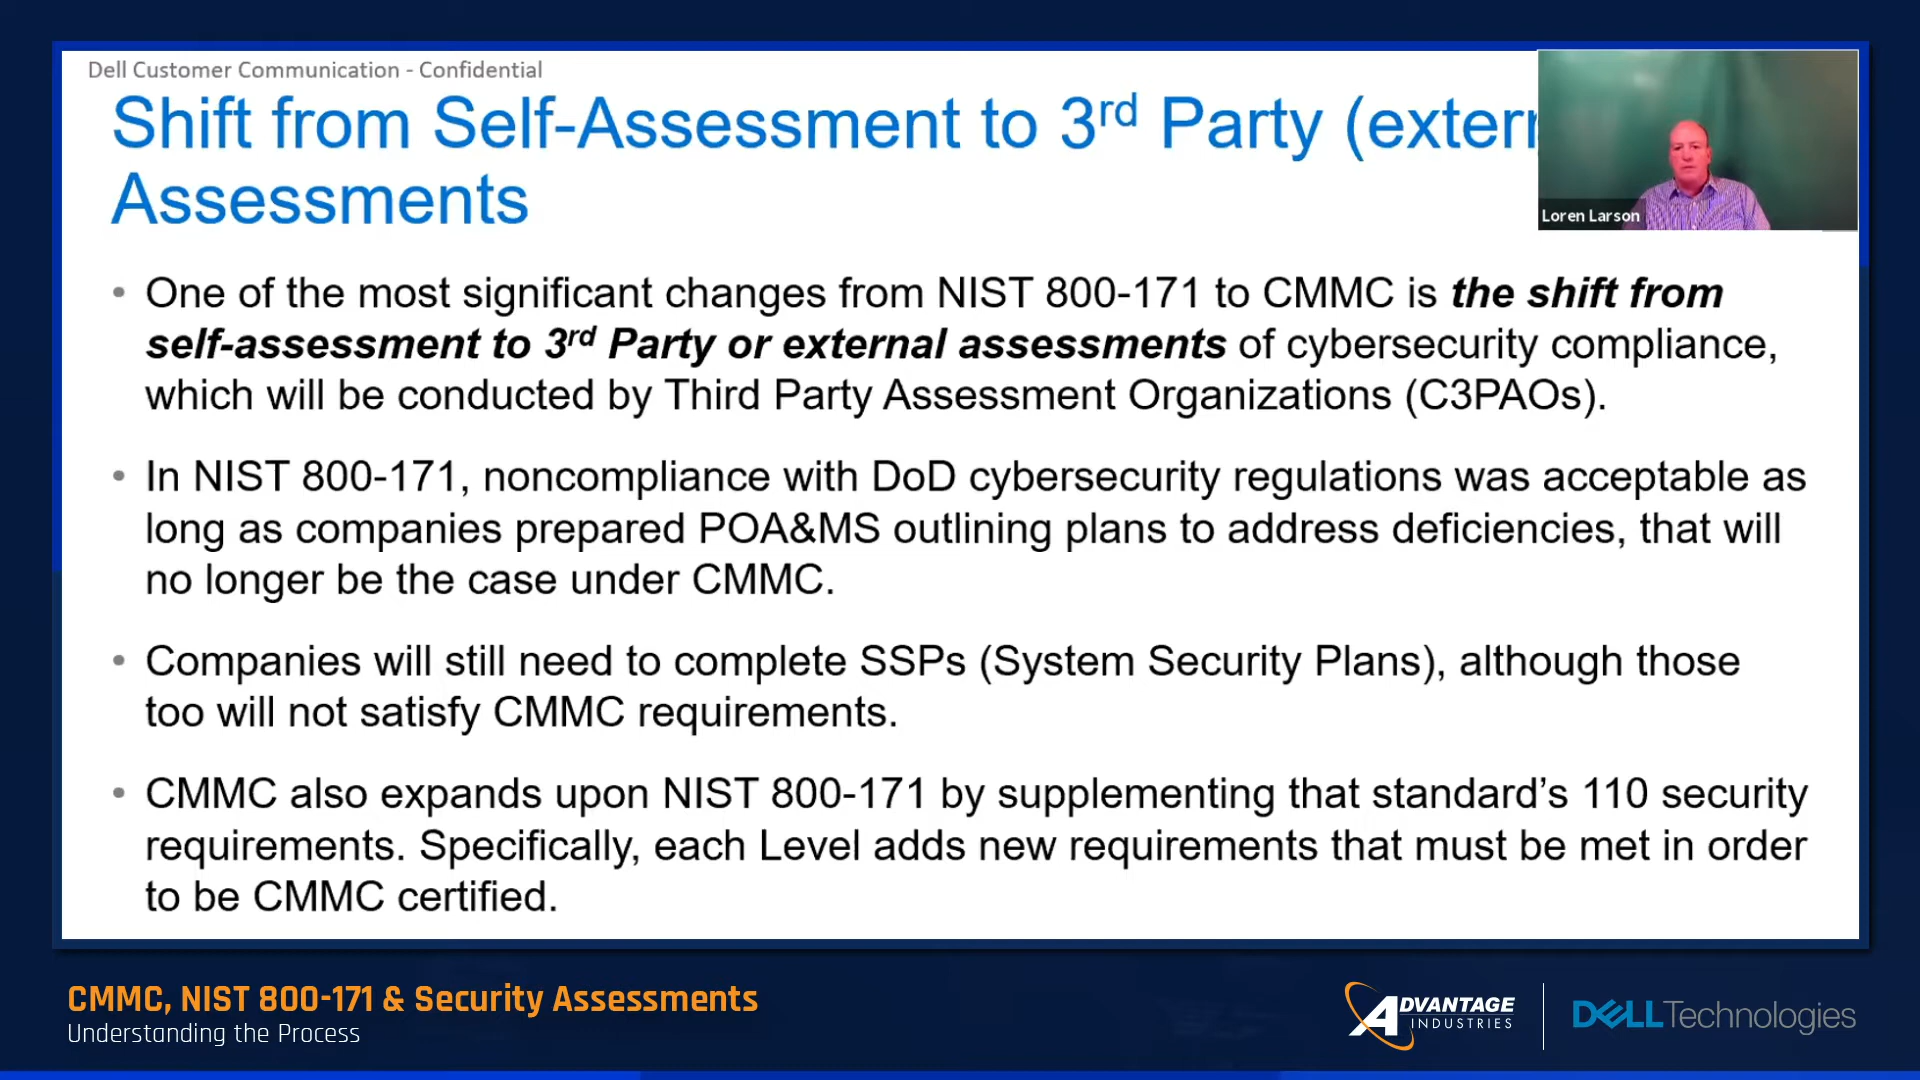 Dell Customer Communication - Confidential
Shift from Self-Assessment to 3rd Party (extern
Assessments
Loren Larson
• One of the most significant changes from NIST 800-171 to CMMC is the shift from
self-assessment to 3rd Party or external assessments of cybersecurity compliance,
which will be conducted by Third Party Assessment Organizations (C3PAOs).
• In NIST 800-171, noncompliance with DoD cybersecurity regulations was acceptable as
long as companies prepared POA&MS outlining plans to address deficiencies, that will
no longer be the case under CMMC.
• Companies will still need to complete SSPs (System Security Plans), although those
too will not satisfy CMMC requirements.
• CMMC also expands upon NIST 800-171 by supplementing that standard’s 110 security
requirements. Specifically, each Level adds new requirements that must be met in order
to be CMMC certified.
CMMC, NIST 800-171 & Security Assessments
Understanding the Process
ADVANTAGE
INDUSTRIES
DELL Technologies